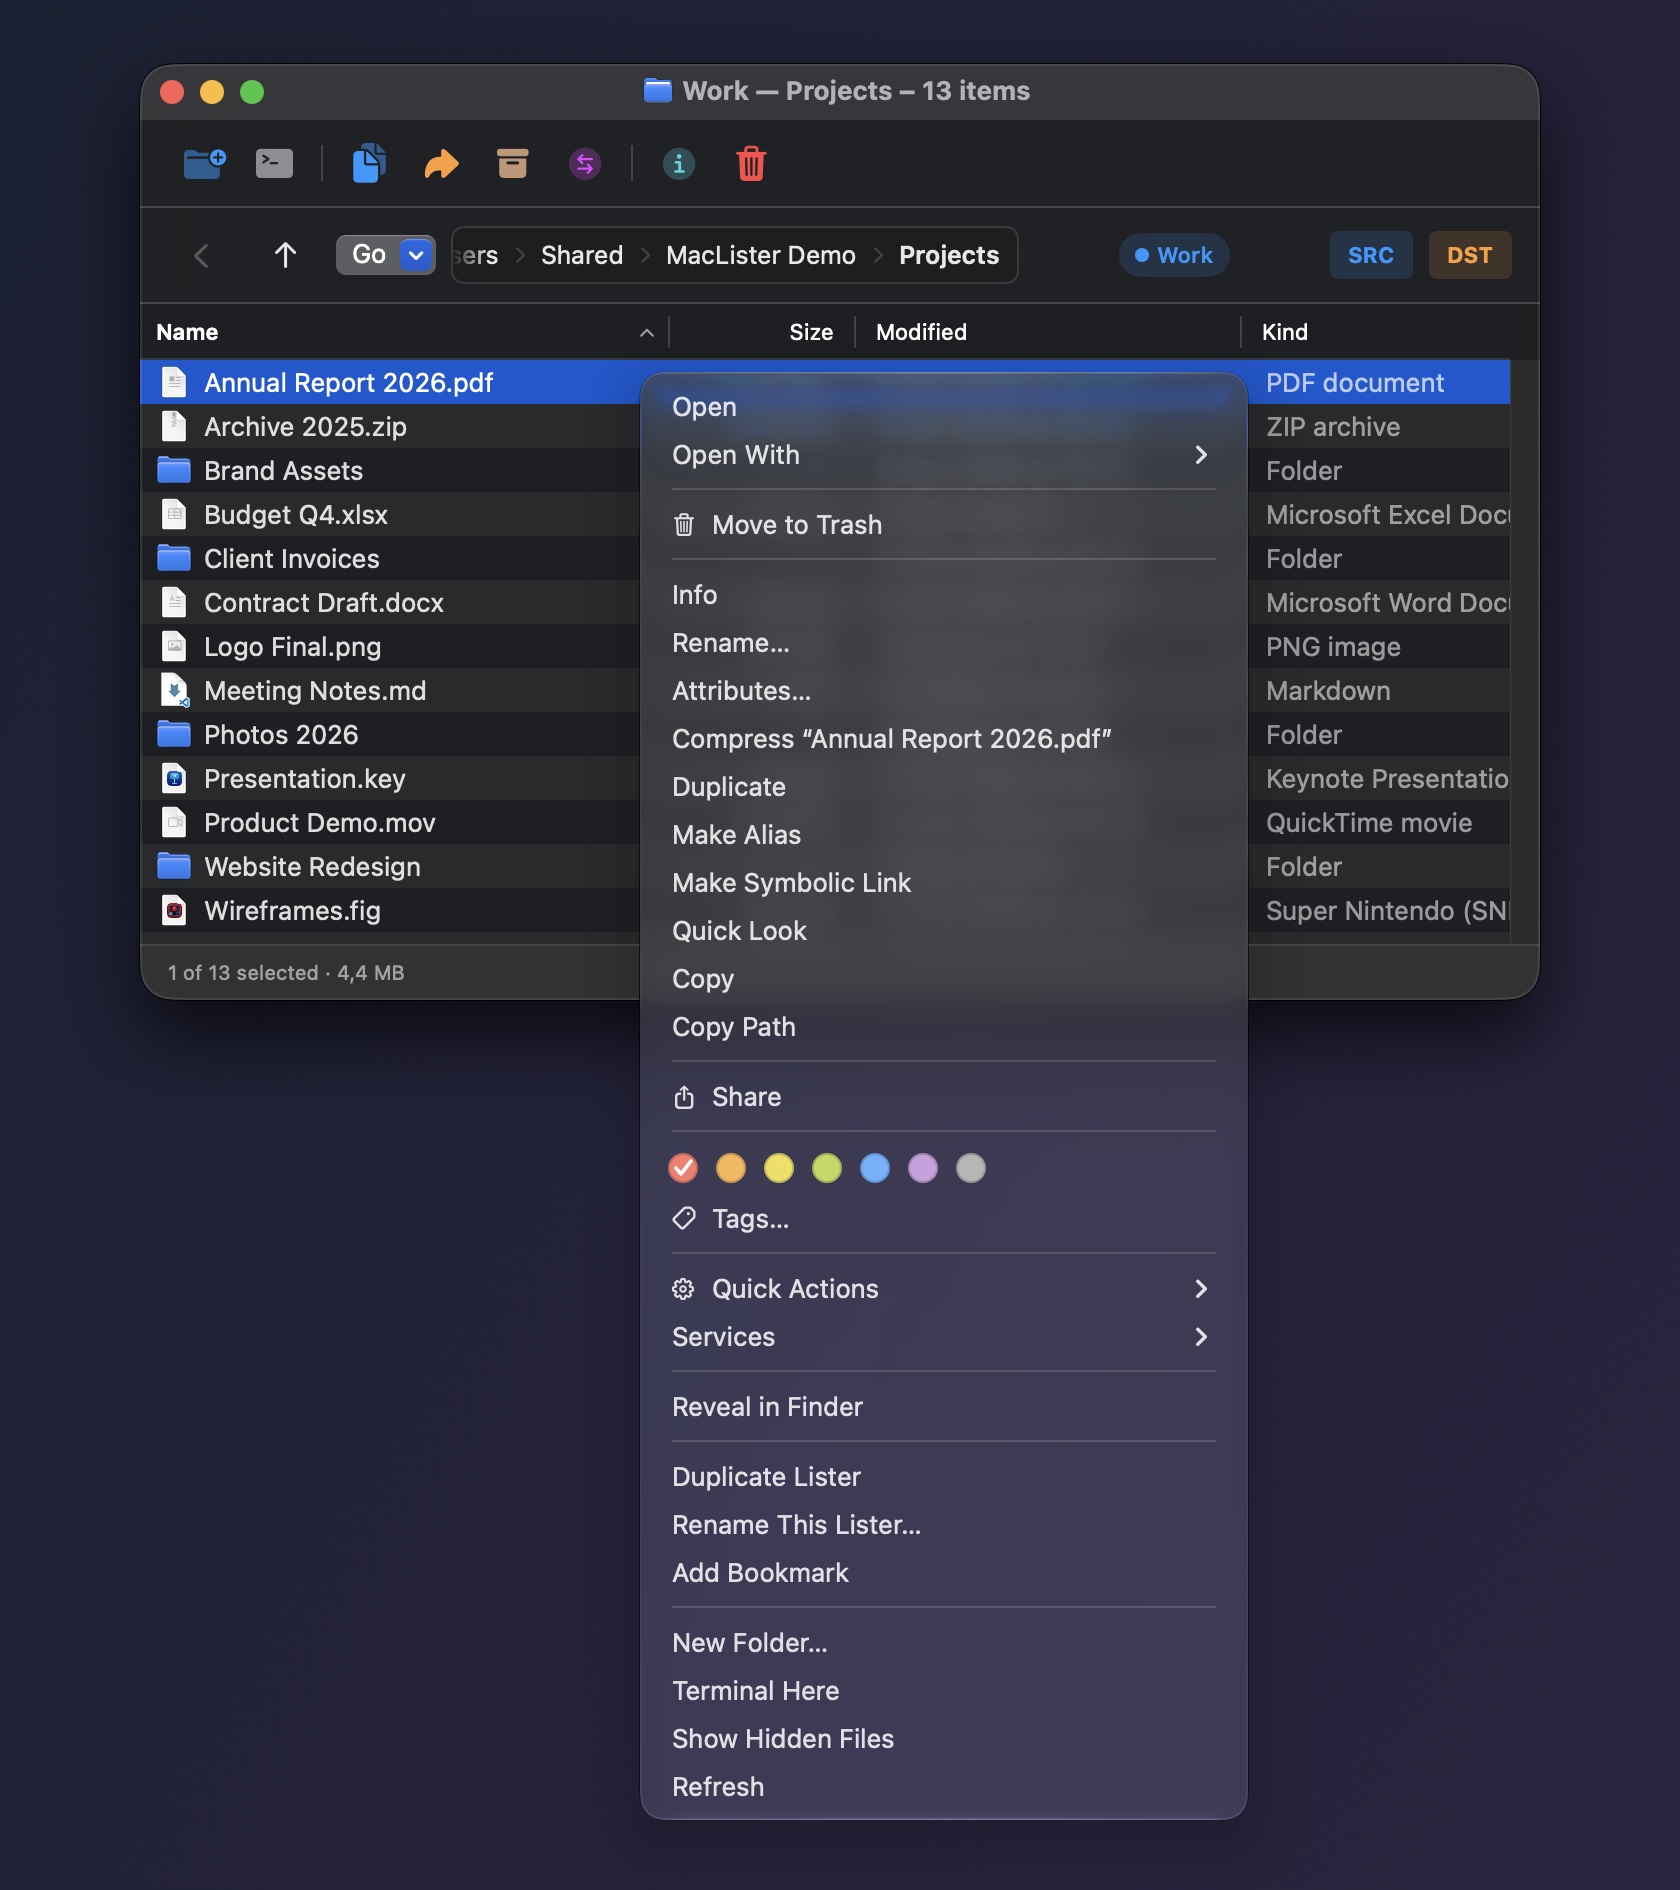 Work — Projects – 13 items
Go
sers > Shared > MacLister Demo > Projects
Work
SRC
DST
Name
Size
Modified
Kind
Annual Report 2026.pdf
PDF document
Archive 2025.zip
ZIP archive
Brand Assets
Folder
Budget Q4.xlsx
Microsoft Excel Docu
Client Invoices
Folder
Contract Draft.docx
Microsoft Word Docu
Logo Final.png
PNG image
Meeting Notes.md
Markdown
Photos 2026
Folder
Presentation.key
Keynote Presentatio
Product Demo.mov
QuickTime movie
Website Redesign
Folder
Wireframes.fig
Super Nintendo (SN
1 of 13 selected · 4,4 MB
Open
Open With
Move to Trash
Info
Rename...
Attributes...
Compress “Annual Report 2026.pdf”
Duplicate
Make Alias
Make Symbolic Link
Quick Look
Copy
Copy Path
Share
Tags...
Quick Actions
Services
Reveal in Finder
Duplicate Lister
Rename This Lister...
Add Bookmark
New Folder...
Terminal Here
Show Hidden Files
Refresh